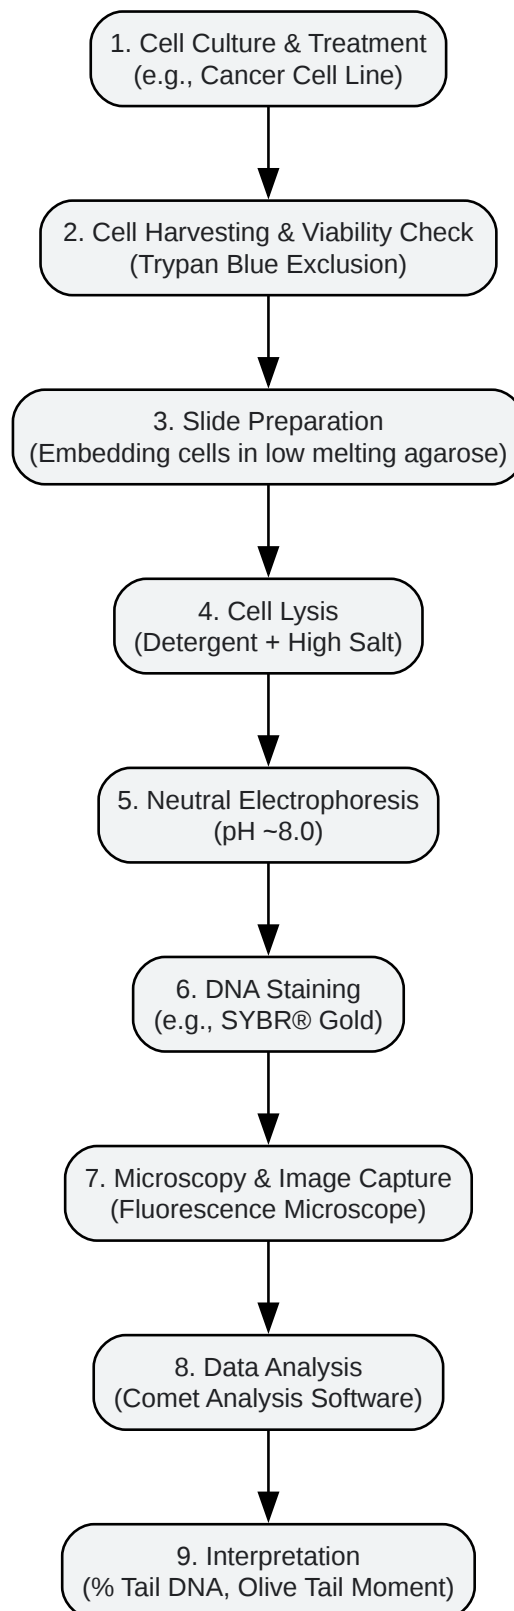 1. Cell Culture & Treatment
(e.g., Cancer Cell Line)
2. Cell Harvesting & Viability Check
(Trypan Blue Exclusion)
3. Slide Preparation
(Embedding cells in low melting agarose)
4. Cell Lysis
(Detergent + High Salt)
5. Neutral Electrophoresis
(pH ~8.0)
6. DNA Staining
(e.g., SYBR® Gold)
7. Microscopy & Image Capture
(Fluorescence Microscope)
8. Data Analysis
(Comet Analysis Software)
9. Interpretation
(% Tail DNA, Olive Tail Moment)